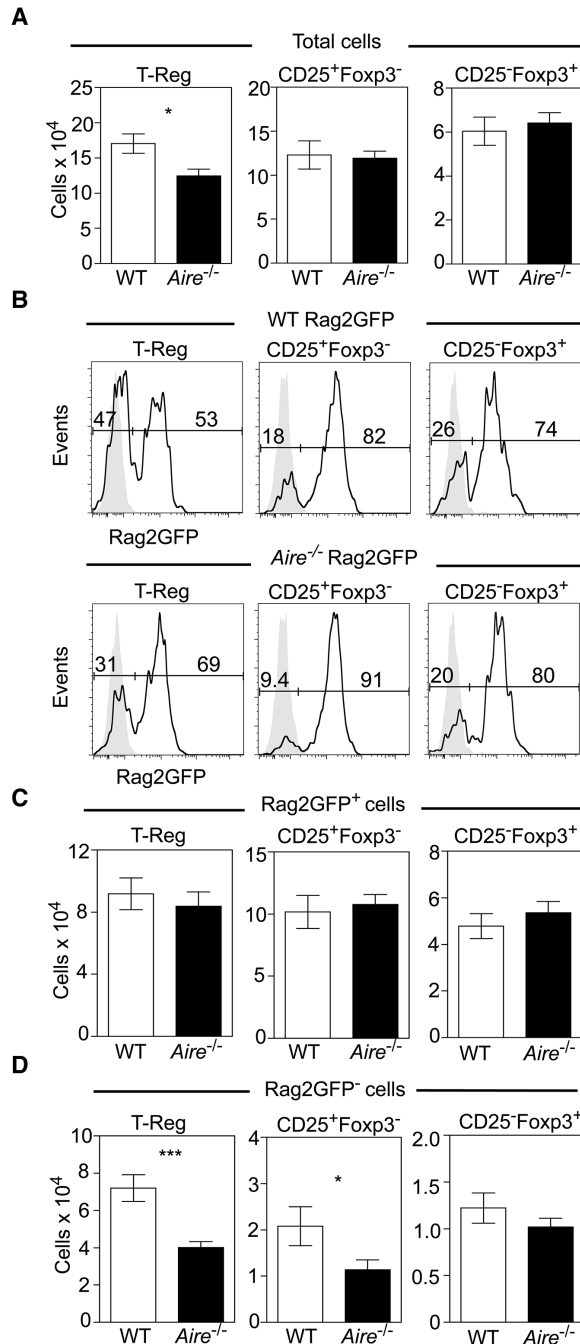 A
Total cells
T-Reg CD25⁺Foxp3⁻ CD25⁻Foxp3⁺
Cells x 10⁴
25
20
15
10
5
0
*
WT Aire⁻/⁻
20
15
10
5
0
WT Aire⁻/⁻
8
6
4
2
0
WT Aire⁻/⁻
B
WT Rag2GFP
T-Reg CD25⁺Foxp3⁻ CD25⁻Foxp3⁺
Events
47 53
18 82
26 74
Rag2GFP
Aire⁻/⁻ Rag2GFP
T-Reg CD25⁺Foxp3⁻ CD25⁻Foxp3⁺
Events
31 69
9.4 91
20 80
Rag2GFP
C
Rag2GFP⁺ cells
T-Reg CD25⁺Foxp3⁻ CD25⁻Foxp3⁺
Cells x 10⁴
12
8
4
0
WT Aire⁻/⁻
15
10
5
0
WT Aire⁻/⁻
8
6
4
2
0
WT Aire⁻/⁻
D
Rag2GFP⁻ cells
T-Reg CD25⁺Foxp3⁻ CD25⁻Foxp3⁺
Cells x 10⁴
10
8
6
4
2
0
***
WT Aire⁻/⁻
4
3
2
1
0
*
WT Aire⁻/⁻
2.0
1.5
1.0
0.5
0
WT Aire⁻/⁻